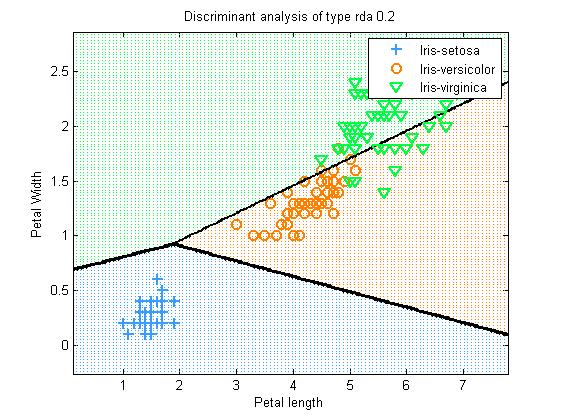 Discriminant analysis of type rda 0.2
Iris-setosa
Iris-versicolor
Iris-virginica
2.5
2
1.5
1
0.5
0
Petal Width
1 2 3 4 5 6 7
Petal length